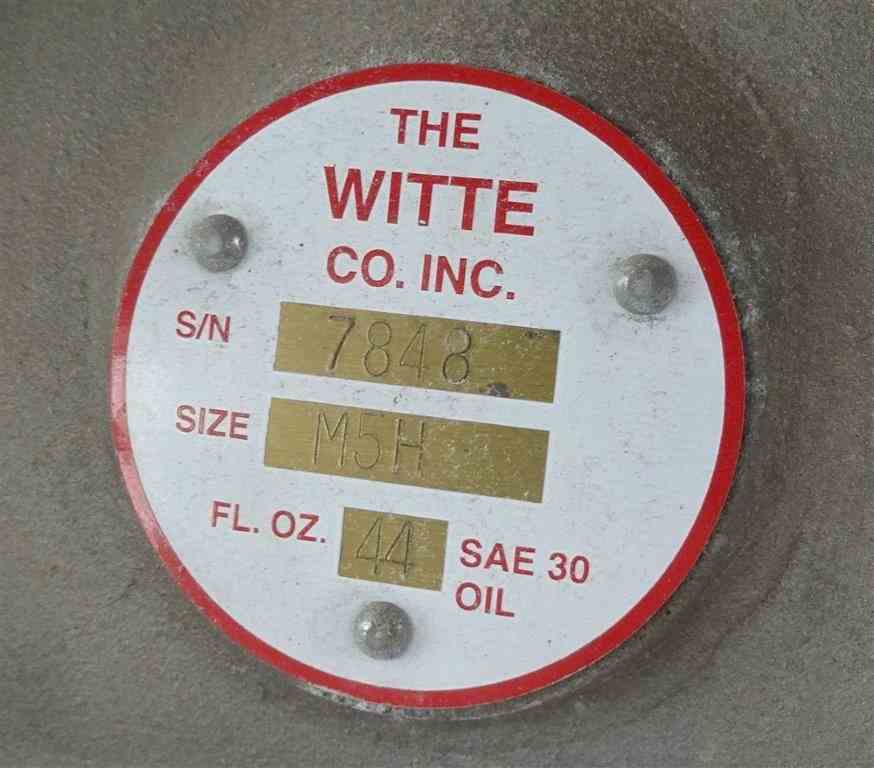 THE
WITTE
CO. INC.
S/N 7848
SIZE M5H
FL. OZ. 44 SAE 30
OIL